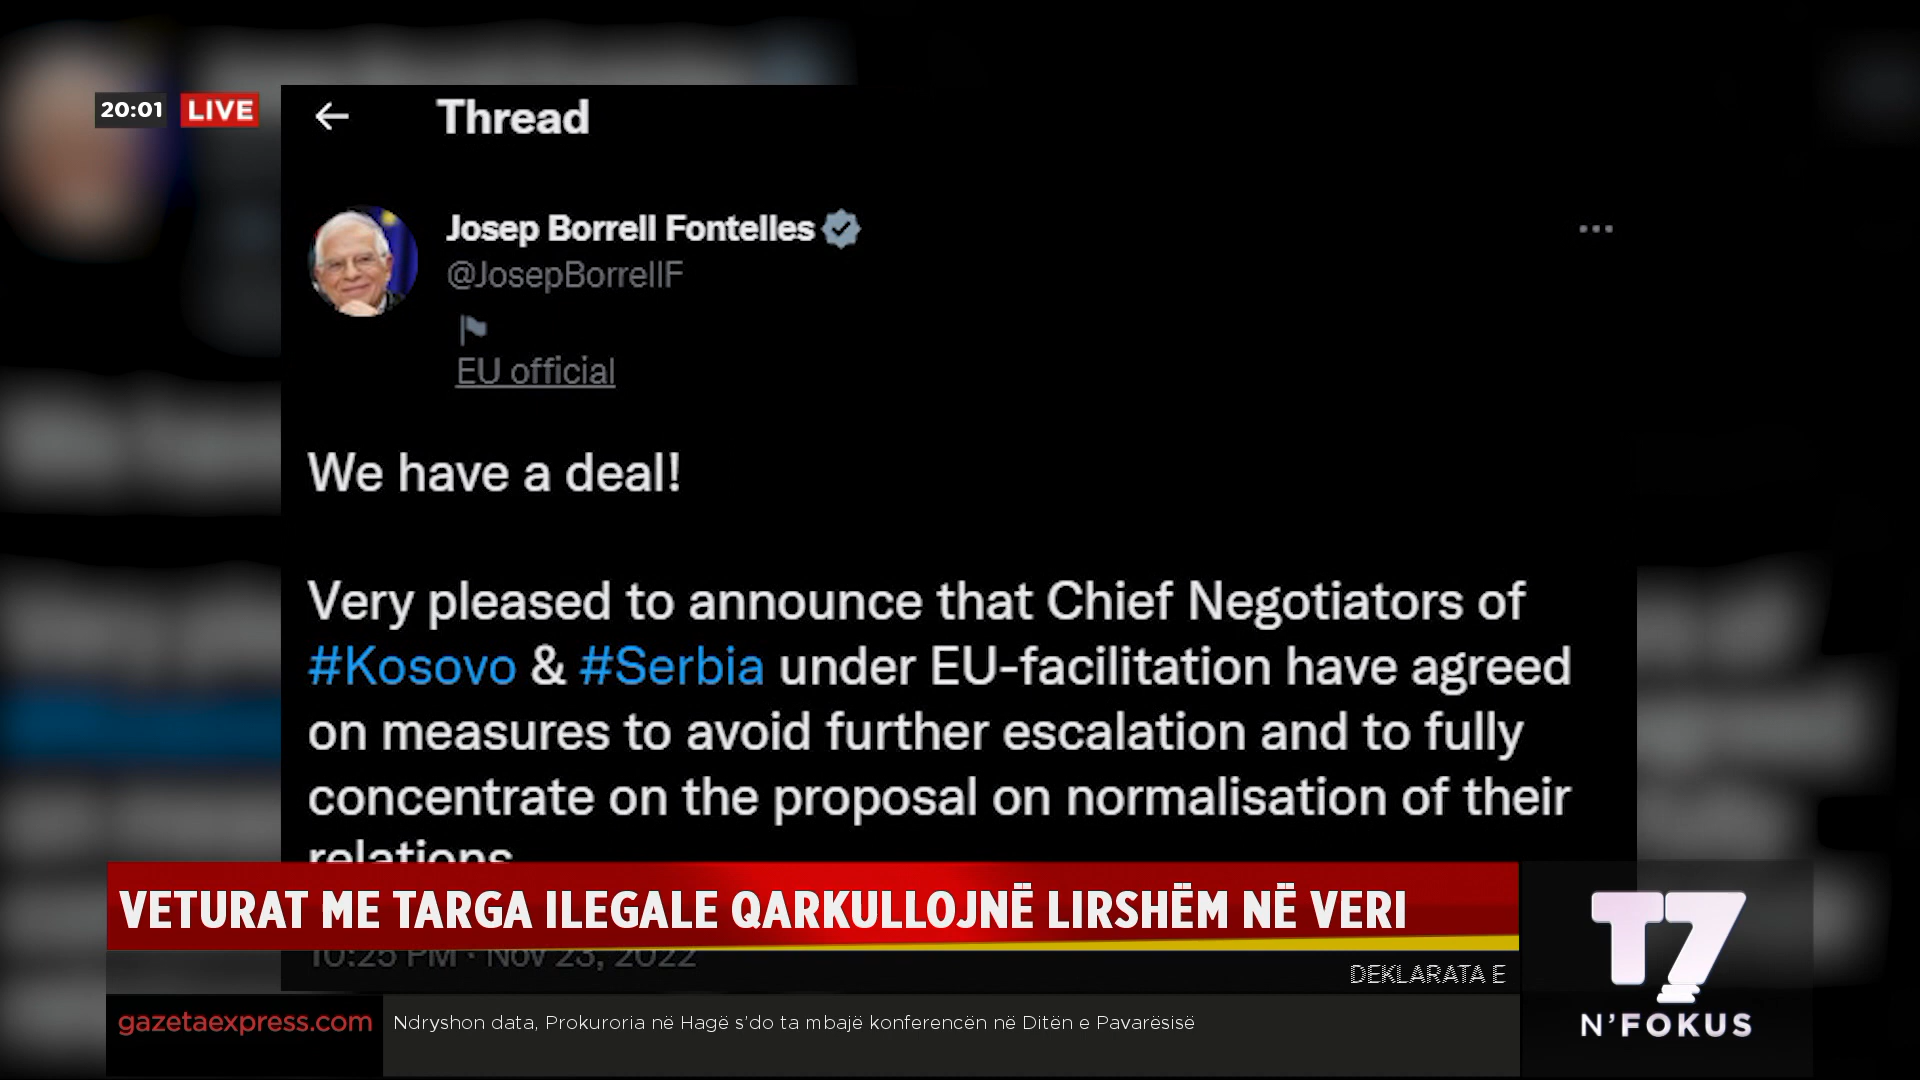 20:01 LIVE
Thread
Josep Borrell Fontelles
@JosepBorrellF
EU official
We have a deal!
Very pleased to announce that Chief Negotiators of
#Kosovo & #Serbia under EU-facilitation have agreed
on measures to avoid further escalation and to fully
concentrate on the proposal on normalisation of their
relations.
VETURAT ME TARGA ILEGALE QARKULLOJNË LIRSHËM NË VERI
10:25 PM · Nov 23, 2022
DEKLARATA E
gazetaexpress.com
Ndryshon data, Prokuroria në Hagë s'do ta mbajë konferencën në Ditën e Pavarësisë
T7
N'FOKUS